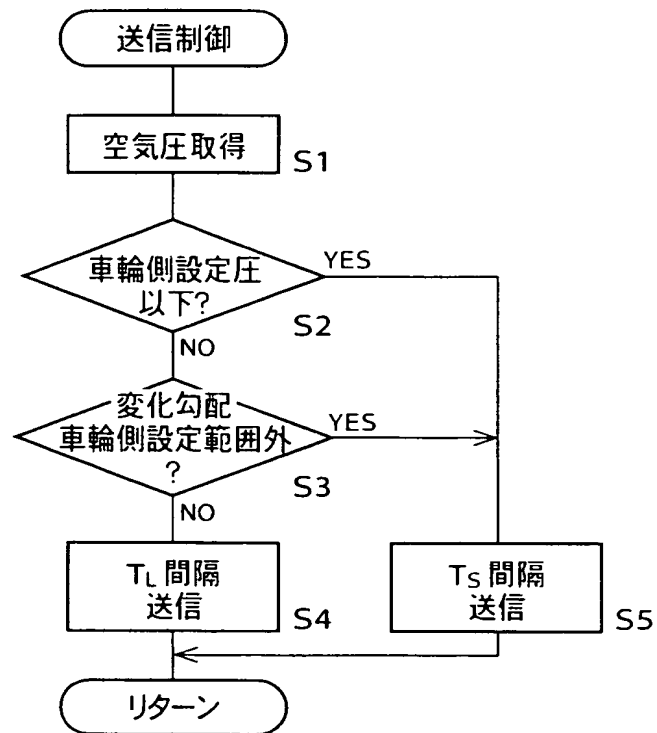 送信制御
空気圧取得
S1
車輪側設定圧
以下?
YES
S2
NO
変化勾配
車輪側設定範囲外
?
YES
S3
NO
TL 間隔
送信
S4
TS 間隔
送信
S5
リターン